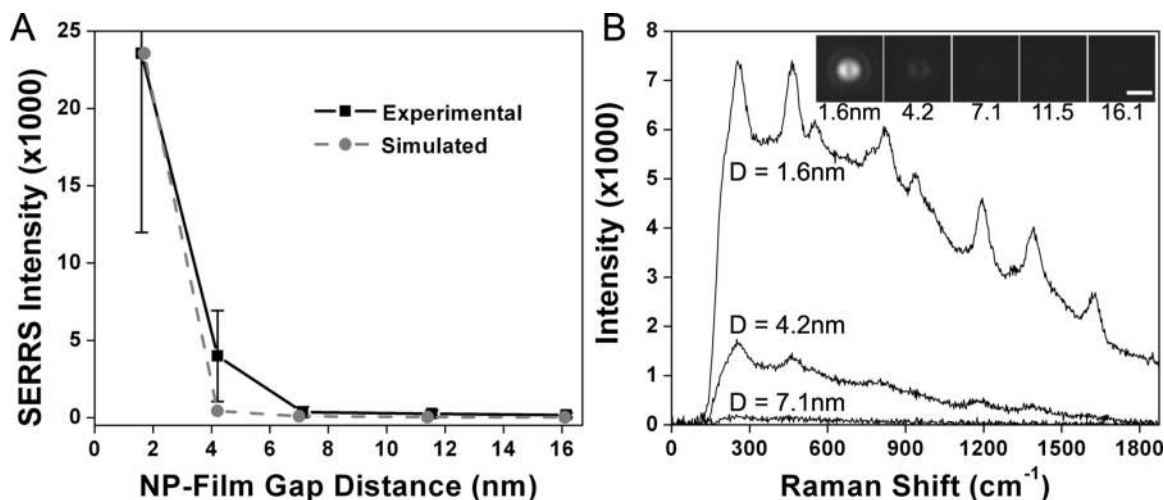 A
25
20
15
10
5
0
0 2 4 6 8 10 12 14 16
NP-Film Gap Distance (nm)
SERRS Intensity (x1000)
Experimental
Simulated
B
8
7
6
5
4
3
2
1
0
0 300 600 900 1200 1500 1800
Raman Shift (cm⁻¹)
Intensity (x1000)
1.6nm 4.2 7.1 11.5 16.1
D = 1.6nm
D = 4.2nm
D = 7.1nm